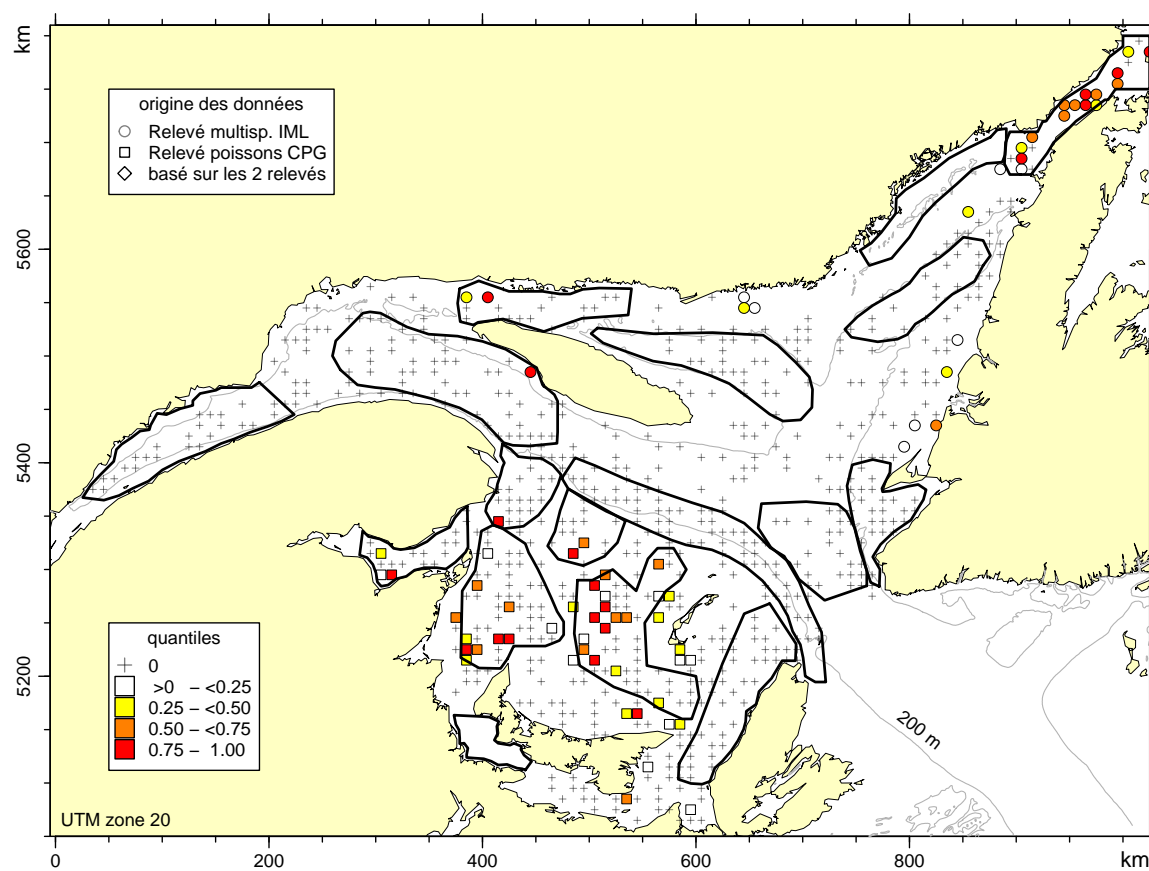 km
5600
5400
5200
origine des données
Relevé multisp. IML
Relevé poissons CPG
basé sur les 2 relevés
quantiles
0
>0 – <0.25
0.25 – <0.50
0.50 – <0.75
0.75 – 1.00
200 m
UTM zone 20
0 200 400 600 800 km